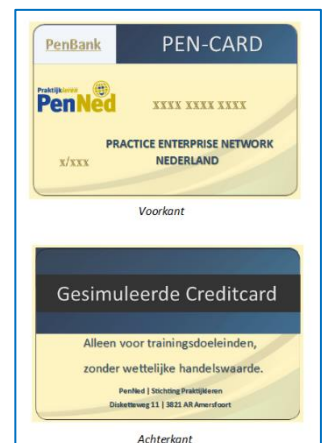 PenBank
PEN-CARD
Praktijkleren
PenNed
xxxx xxxx xxxx
PRACTICE ENTERPRISE NETWORK
NEDERLAND
x/xxx
Voorkant
Gesimuleerde Creditcard
Alleen voor trainingsdoeleinden,
zonder wettelijke handelswaarde.
PenNed | Stichting Praktijkleren
Disketteweg 11 | 3821 AR Amersfoort
Achterkant